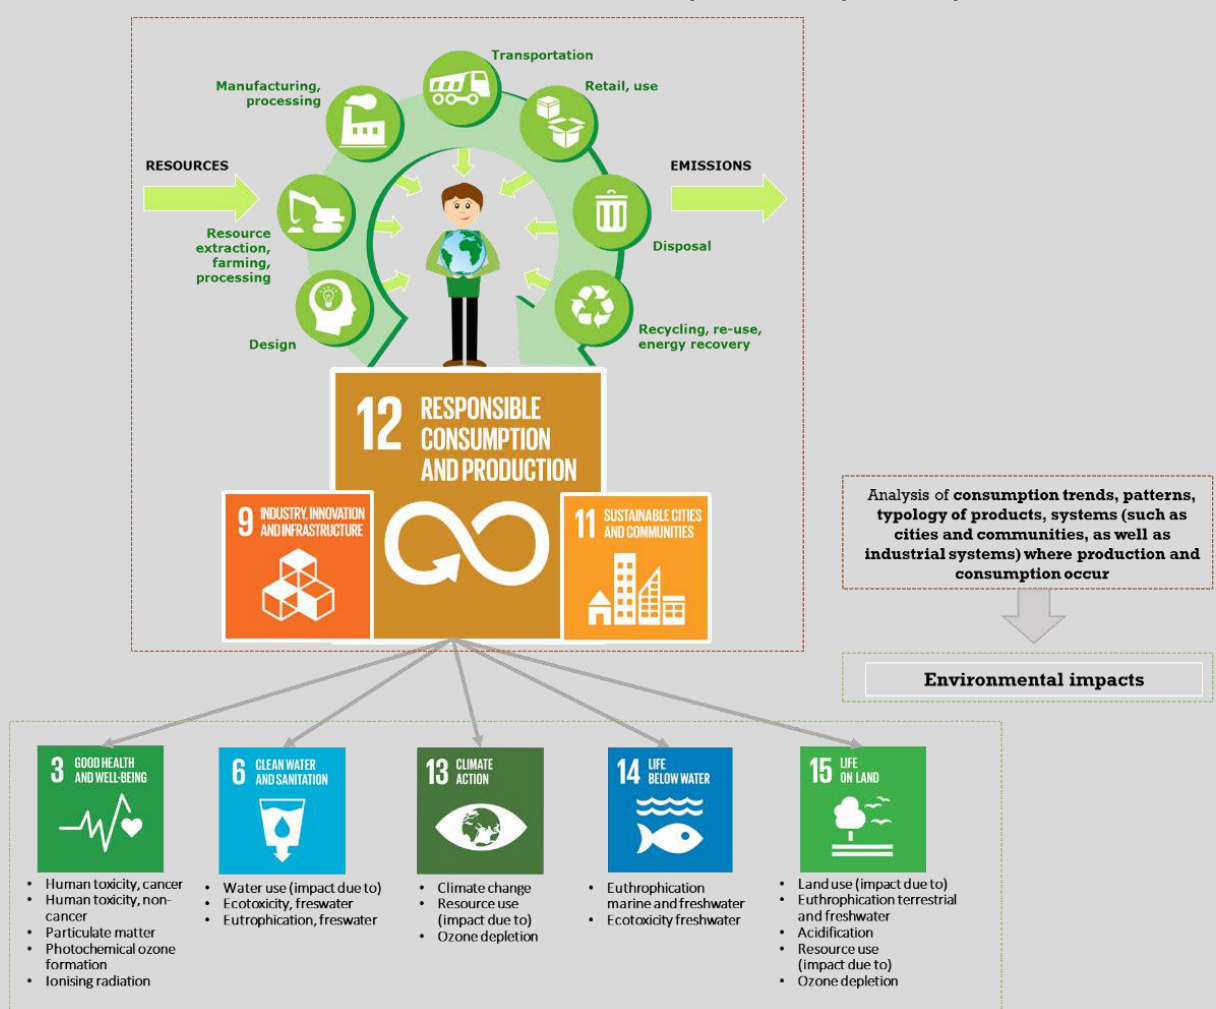 Transportation
Manufacturing,
processing
Retail, use
RESOURCES
EMISSIONS
Resource
extraction,
farming,
processing
Disposal
Design
Recycling, re-use,
energy recovery
12 RESPONSIBLE
CONSUMPTION
AND PRODUCTION
9 INDUSTRY, INNOVATION
AND INFRASTRUCTURE
11 SUSTAINABLE CITIES
AND COMMUNITIES
Analysis of consumption trends, patterns,
typology of products, systems (such as
cities and communities, as well as
industrial systems) where production and
consumption occur
Environmental impacts
3 GOOD HEALTH
AND WELL-BEING
• Human toxicity, cancer
• Human toxicity, non-
cancer
• Particulate matter
• Photochemical ozone
formation
• Ionising radiation
6 CLEAN WATER
AND SANITATION
• Water use (impact due to)
• Ecotoxicity, freswater
• Eutrophication, freswater
13 CLIMATE
ACTION
• Climate change
• Resource use
(impact due to)
• Ozone depletion
14 LIFE
BELOW WATER
• Euthrophication
marine and freshwater
• Ecotoxicity freshwater
15 LIFE
ON LAND
• Land use (impact due to)
• Euthrophication terrestrial
and freshwater
• Acidification
• Resource use
(impact due to)
• Ozone depletion